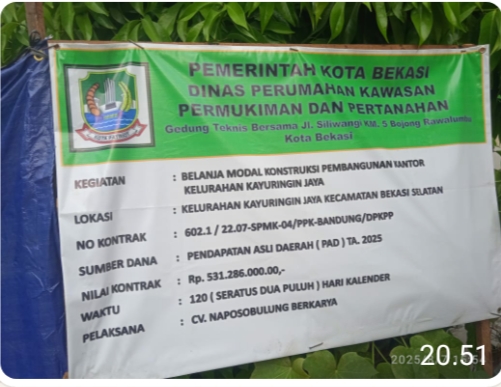 PEMERINTAH KOTA BEKASI
DINAS PERUMAHAN KAWASAN
PERMUKIMAN DAN PERTANAHAN
Gedung Teknis Bersama Jl. Siliwangi KM. 5 Bojong Rawalumbu
Kota Bekasi
KEGIATAN : BELANJA MODAL KONSTRUKSI PEMBANGUNAN KANTOR
KELURAHAN KAYURINGIN JAYA
LOKASI : KELURAHAN KAYURINGIN JAYA KECAMATAN BEKASI SELATAN
NO KONTRAK : 602.1 / 22.07-SPMK-04/PPK-BANDUNG/DPKPP
SUMBER DANA : PENDAPATAN ASLI DAERAH ( PAD ) TA. 2025
NILAI KONTRAK : Rp. 531.286.000.00,-
WAKTU : 120 ( SERATUS DUA PULUH ) HARI KALENDER
PELAKSANA : CV. NAPOSOBULUNG BERKARYA
20.51